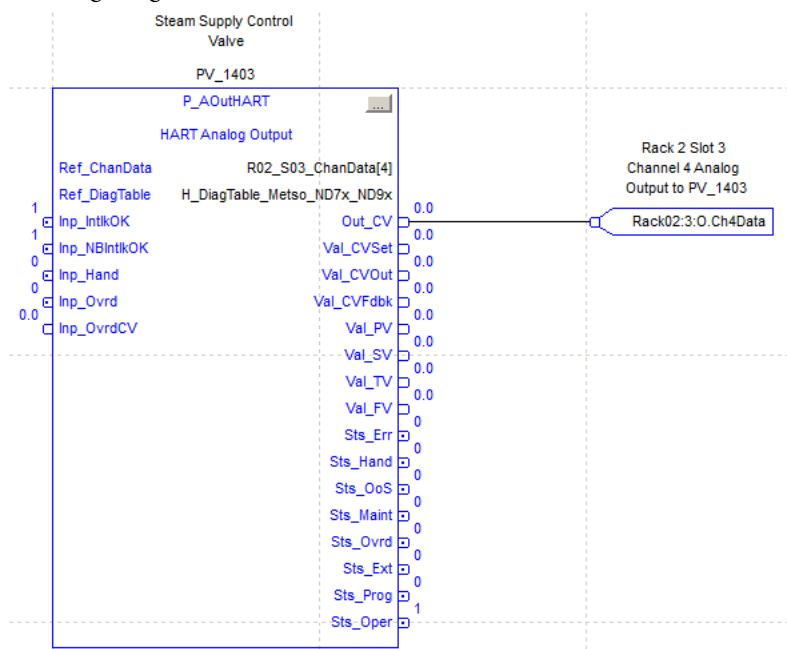 Steam Supply Control
Valve
PV_1403
P_AOutHART
...
HART Analog Output
Ref_ChanData R02_S03_ChanData[4]
Ref_DiagTable H_DiagTable_Metso_ND7x_ND9x
1 Inp_IntlkOK Out_CV 0.0
1 Inp_NBIntlkOK Val_CVSet 0.0
0 Inp_Hand Val_CVOut 0.0
0 Inp_Ovrd Val_CVFdbk 0.0
0.0 Inp_OvrdCV Val_PV 0.0
Val_SV 0.0
Val_TV 0.0
Val_FV 0.0
Sts_Err 0
Sts_Hand 0
Sts_OoS 0
Sts_Maint 0
Sts_Ovrd 0
Sts_Ext 0
Sts_Prog 0
Sts_Oper 1
Rack 2 Slot 3
Channel 4 Analog
Output to PV_1403
Rack02:3:O.Ch4Data